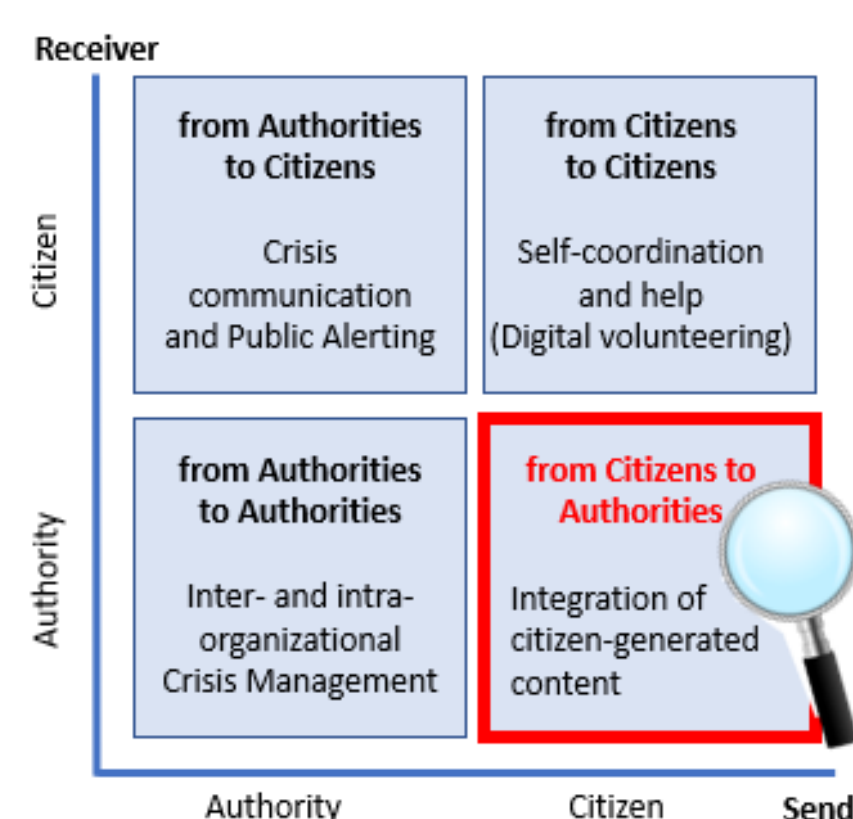 Receiver
Citizen
from Authorities
to Citizens
Crisis
communication
and Public Alerting
from Citizens
to Citizens
Self-coordination
and help
(Digital volunteering)
Authority
from Authorities
to Authorities
Inter- and intra-
organizational
Crisis Management
from Citizens to
Authorities
Integration of
citizen-generated
content
Authority
Citizen
Send